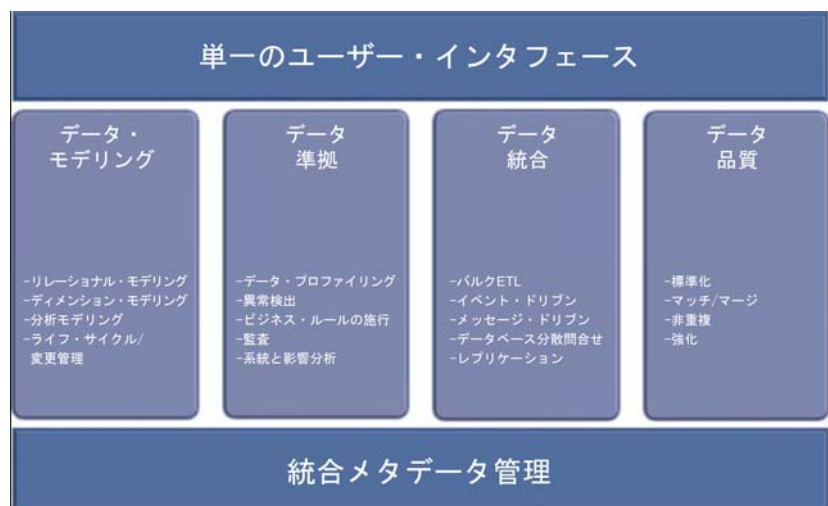 単一のユーザー・インタフェース
データ・
モデリング
-リレーショナル・モデリング
-ディメンション・モデリング
-分析モデリング
-ライフ・サイクル/
変更管理
データ
準拠
-データ・プロファイリング
-異常検出
-ビジネス・ルールの施行
-監査
-系統と影響分析
データ
統合
-バルクETL
-イベント・ドリブン
-メッセージ・ドリブン
-データベース分散問合せ
-レプリケーション
データ
品質
-標準化
-マッチ/マージ
-非重複
-強化
統合メタデータ管理